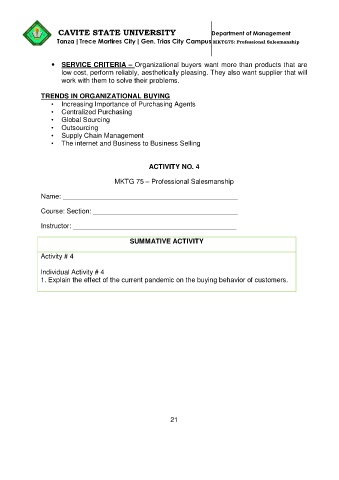 CAVITE STATE UNIVERSITY
Department of Management
Tanza | Trece Martires City | Gen. Trias City Campus MKTG75: Professional Salesmanship
• SERVICE CRITERIA – Organizational buyers want more than products that are
low cost, perform reliably, aesthetically pleasing. They also want supplier that will
work with them to solve their problems.
TRENDS IN ORGANIZATIONAL BUYING
• Increasing Importance of Purchasing Agents
• Centralized Purchasing
• Global Sourcing
• Outsourcing
• Supply Chain Management
• The internet and Business to Business Selling
ACTIVITY NO. 4
MKTG 75 – Professional Salesmanship
Name: ____________________
Course: Section: ____________________
Instructor: ____________________
SUMMATIVE ACTIVITY
Activity # 4
Individual Activity # 4
1. Explain the effect of the current pandemic on the buying behavior of customers.
21